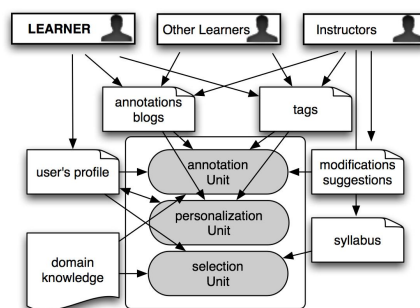 LEARNER
Other Learners
Instructors
annotations
blogs
tags
user's profile
annotation
Unit
modifications
suggestions
personalization
Unit
syllabus
domain
knowledge
selection
Unit